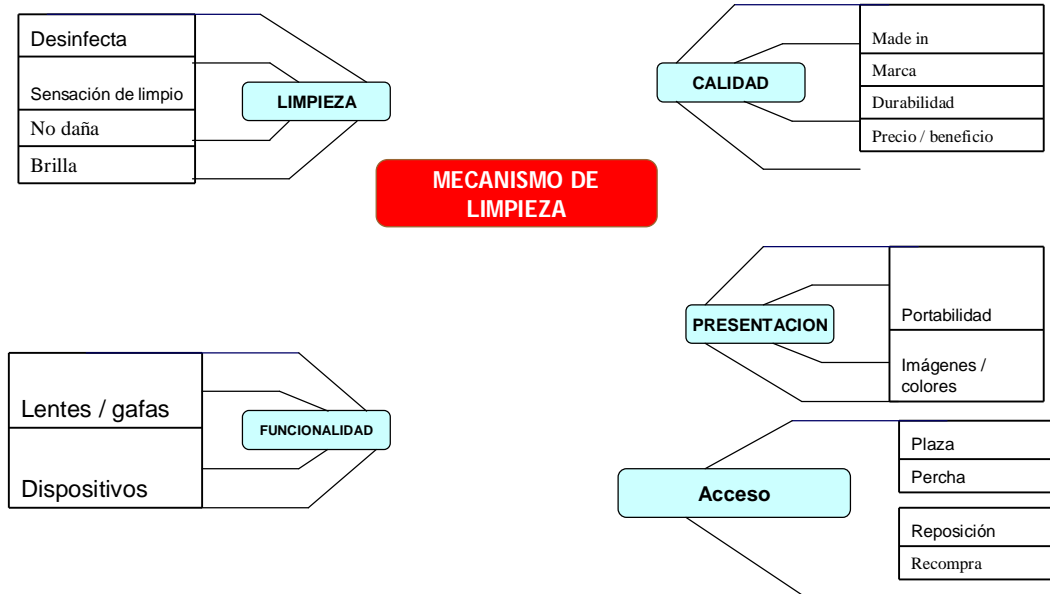 Desinfecta
Sensación de limpio
No daña
Brilla
LIMPIEZA
CALIDAD
Made in
Marca
Durabilidad
Precio / beneficio
MECANISMO DE
LIMPIEZA
Lentes / gafas
Dispositivos
FUNCIONALIDAD
PRESENTACION
Portabilidad
Imágenes /
colores
Acceso
Plaza
Percha
Reposición
Recompra